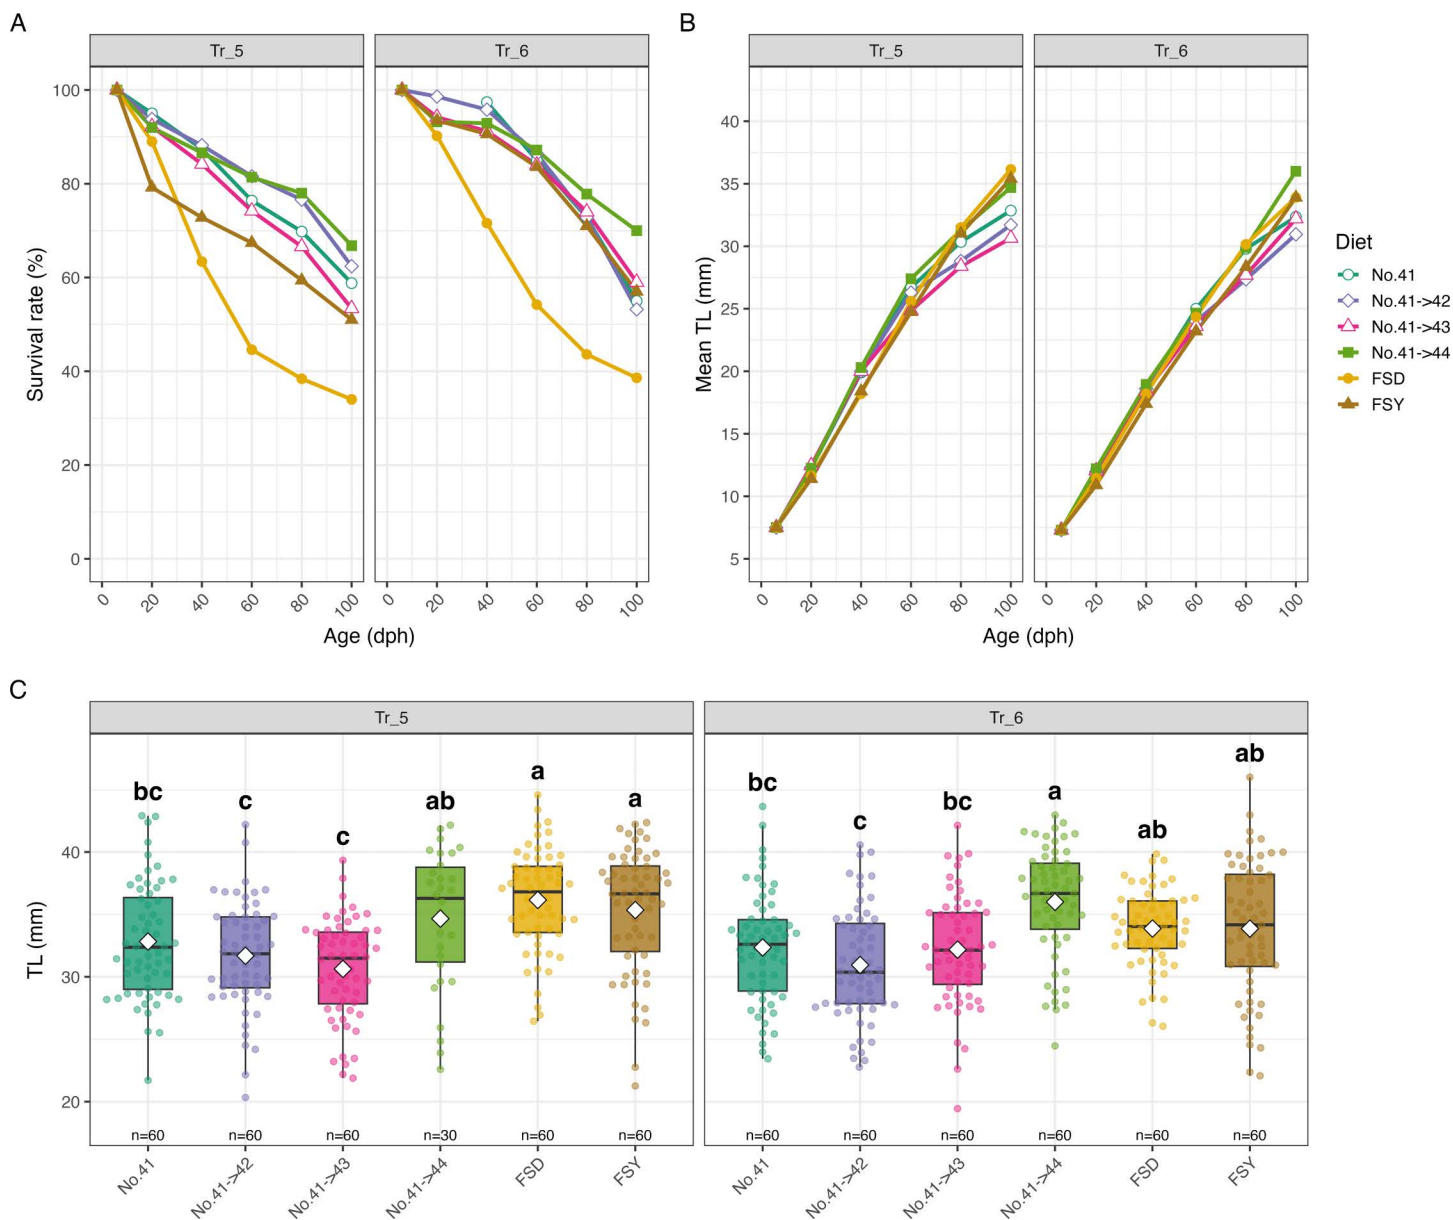 A
B
Tr_5
Tr_6
Tr_5
Tr_6
Survival rate (%)
100
80
60
40
20
0
0
20
40
60
80
100
0
20
40
60
80
100
Age (dph)
Mean TL (mm)
40
35
30
25
20
15
10
5
0
20
40
60
80
100
0
20
40
60
80
100
Age (dph)
Diet
No.41
No.41->42
No.41->43
No.41->44
FSD
FSY
C
Tr_5
Tr_6
TL (mm)
40
30
20
bc
c
c
ab
a
a
bc
c
bc
a
ab
ab
n=60
n=60
n=60
n=30
n=60
n=60
n=60
n=60
n=60
n=60
n=60
n=60
No.41
No.41->42
No.41->43
No.41->44
FSD
FSY
No.41
No.41->42
No.41->43
No.41->44
FSD
FSY